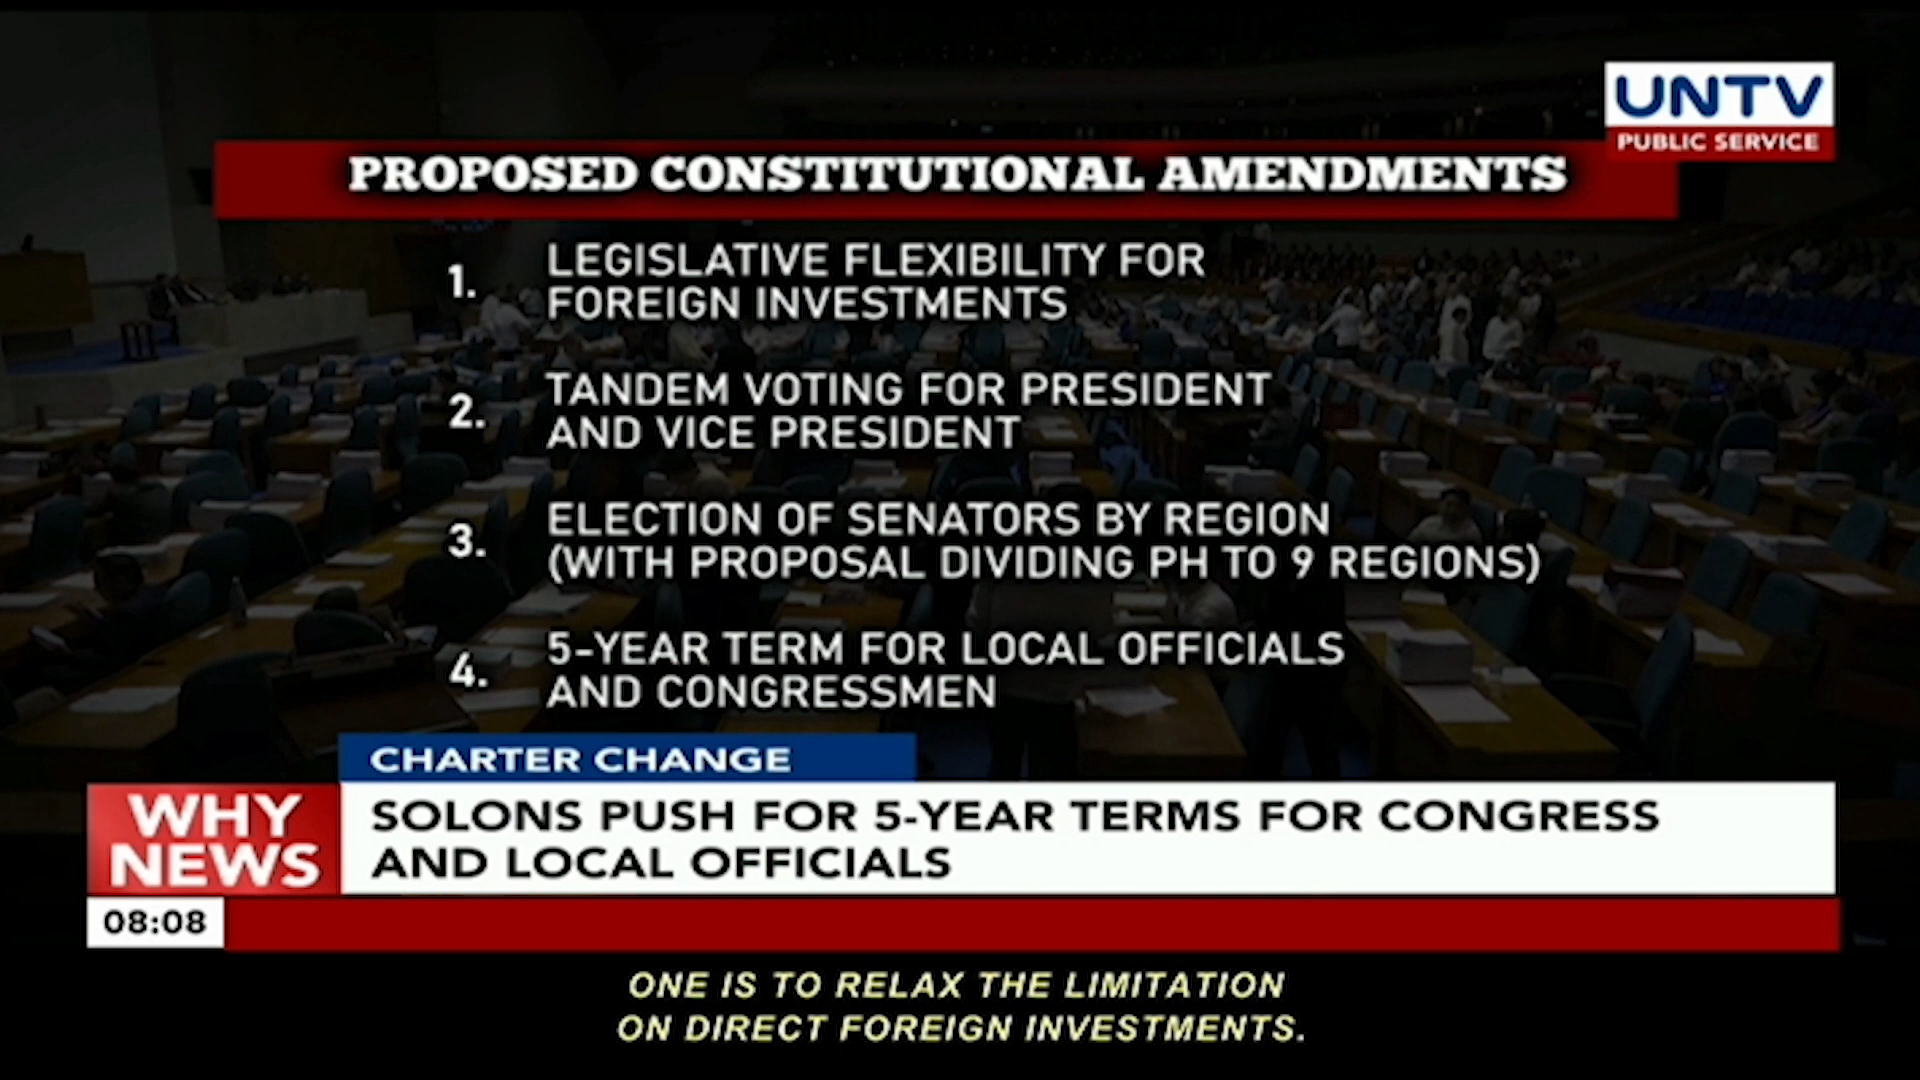 UNTV
PUBLIC SERVICE
PROPOSED CONSTITUTIONAL AMENDMENTS
1. LEGISLATIVE FLEXIBILITY FOR
FOREIGN INVESTMENTS
2. TANDEM VOTING FOR PRESIDENT
AND VICE PRESIDENT
3. ELECTION OF SENATORS BY REGION
(WITH PROPOSAL DIVIDING PH TO 9 REGIONS)
4. 5-YEAR TERM FOR LOCAL OFFICIALS
AND CONGRESSMEN
CHARTER CHANGE
WHY
NEWS
SOLONS PUSH FOR 5-YEAR TERMS FOR CONGRESS
AND LOCAL OFFICIALS
08:08
ONE IS TO RELAX THE LIMITATION
ON DIRECT FOREIGN INVESTMENTS.